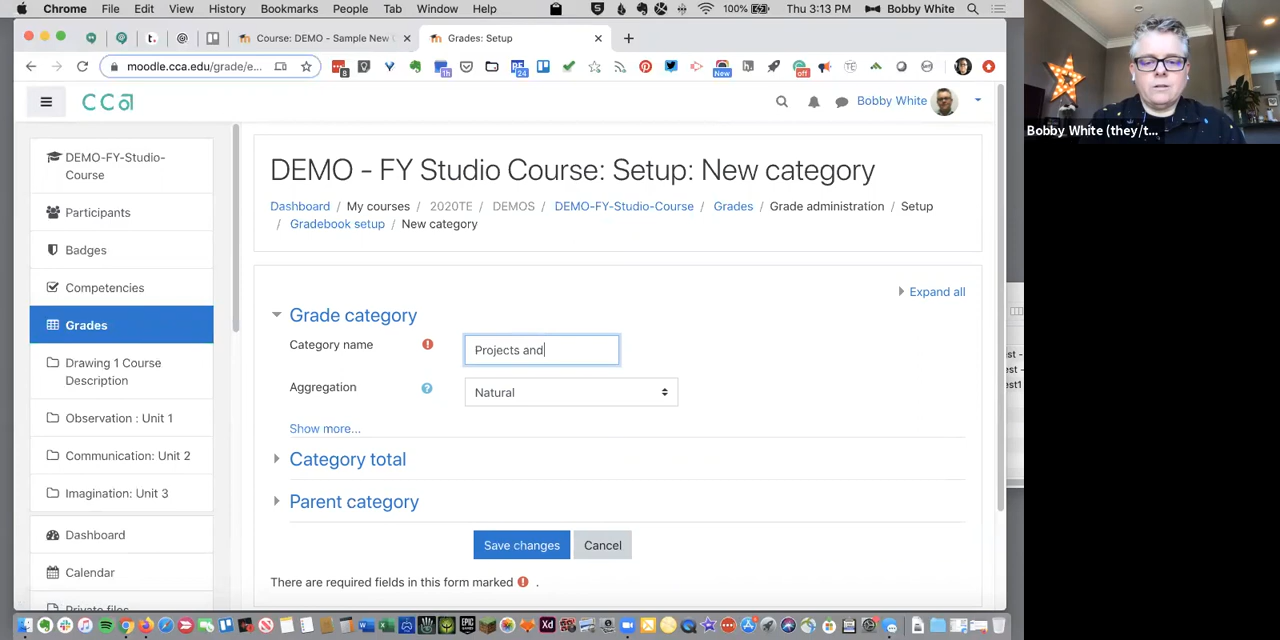 Chrome File Edit View History Bookmarks People Tab Window Help 100% Thu 3:13 PM Bobby White
Course: DEMO - Sample New C Grades: Setup
moodle.cca.edu/grade/e...
CCa Bobby White
DEMO-FY-Studio-
Course
Participants
Badges
Competencies
Grades
Drawing 1 Course
Description
Observation : Unit 1
Communication: Unit 2
Imagination: Unit 3
Dashboard
Calendar
Private files
DEMO - FY Studio Course: Setup: New category
Dashboard / My courses / 2020TE / DEMOS / DEMO-FY-Studio-Course / Grades / Grade administration / Setup
/ Gradebook setup / New category
Expand all
Grade category
Category name Projects and
Aggregation Natural
Show more...
Category total
Parent category
Save changes Cancel
There are required fields in this form marked .
Bobby White (they/t...